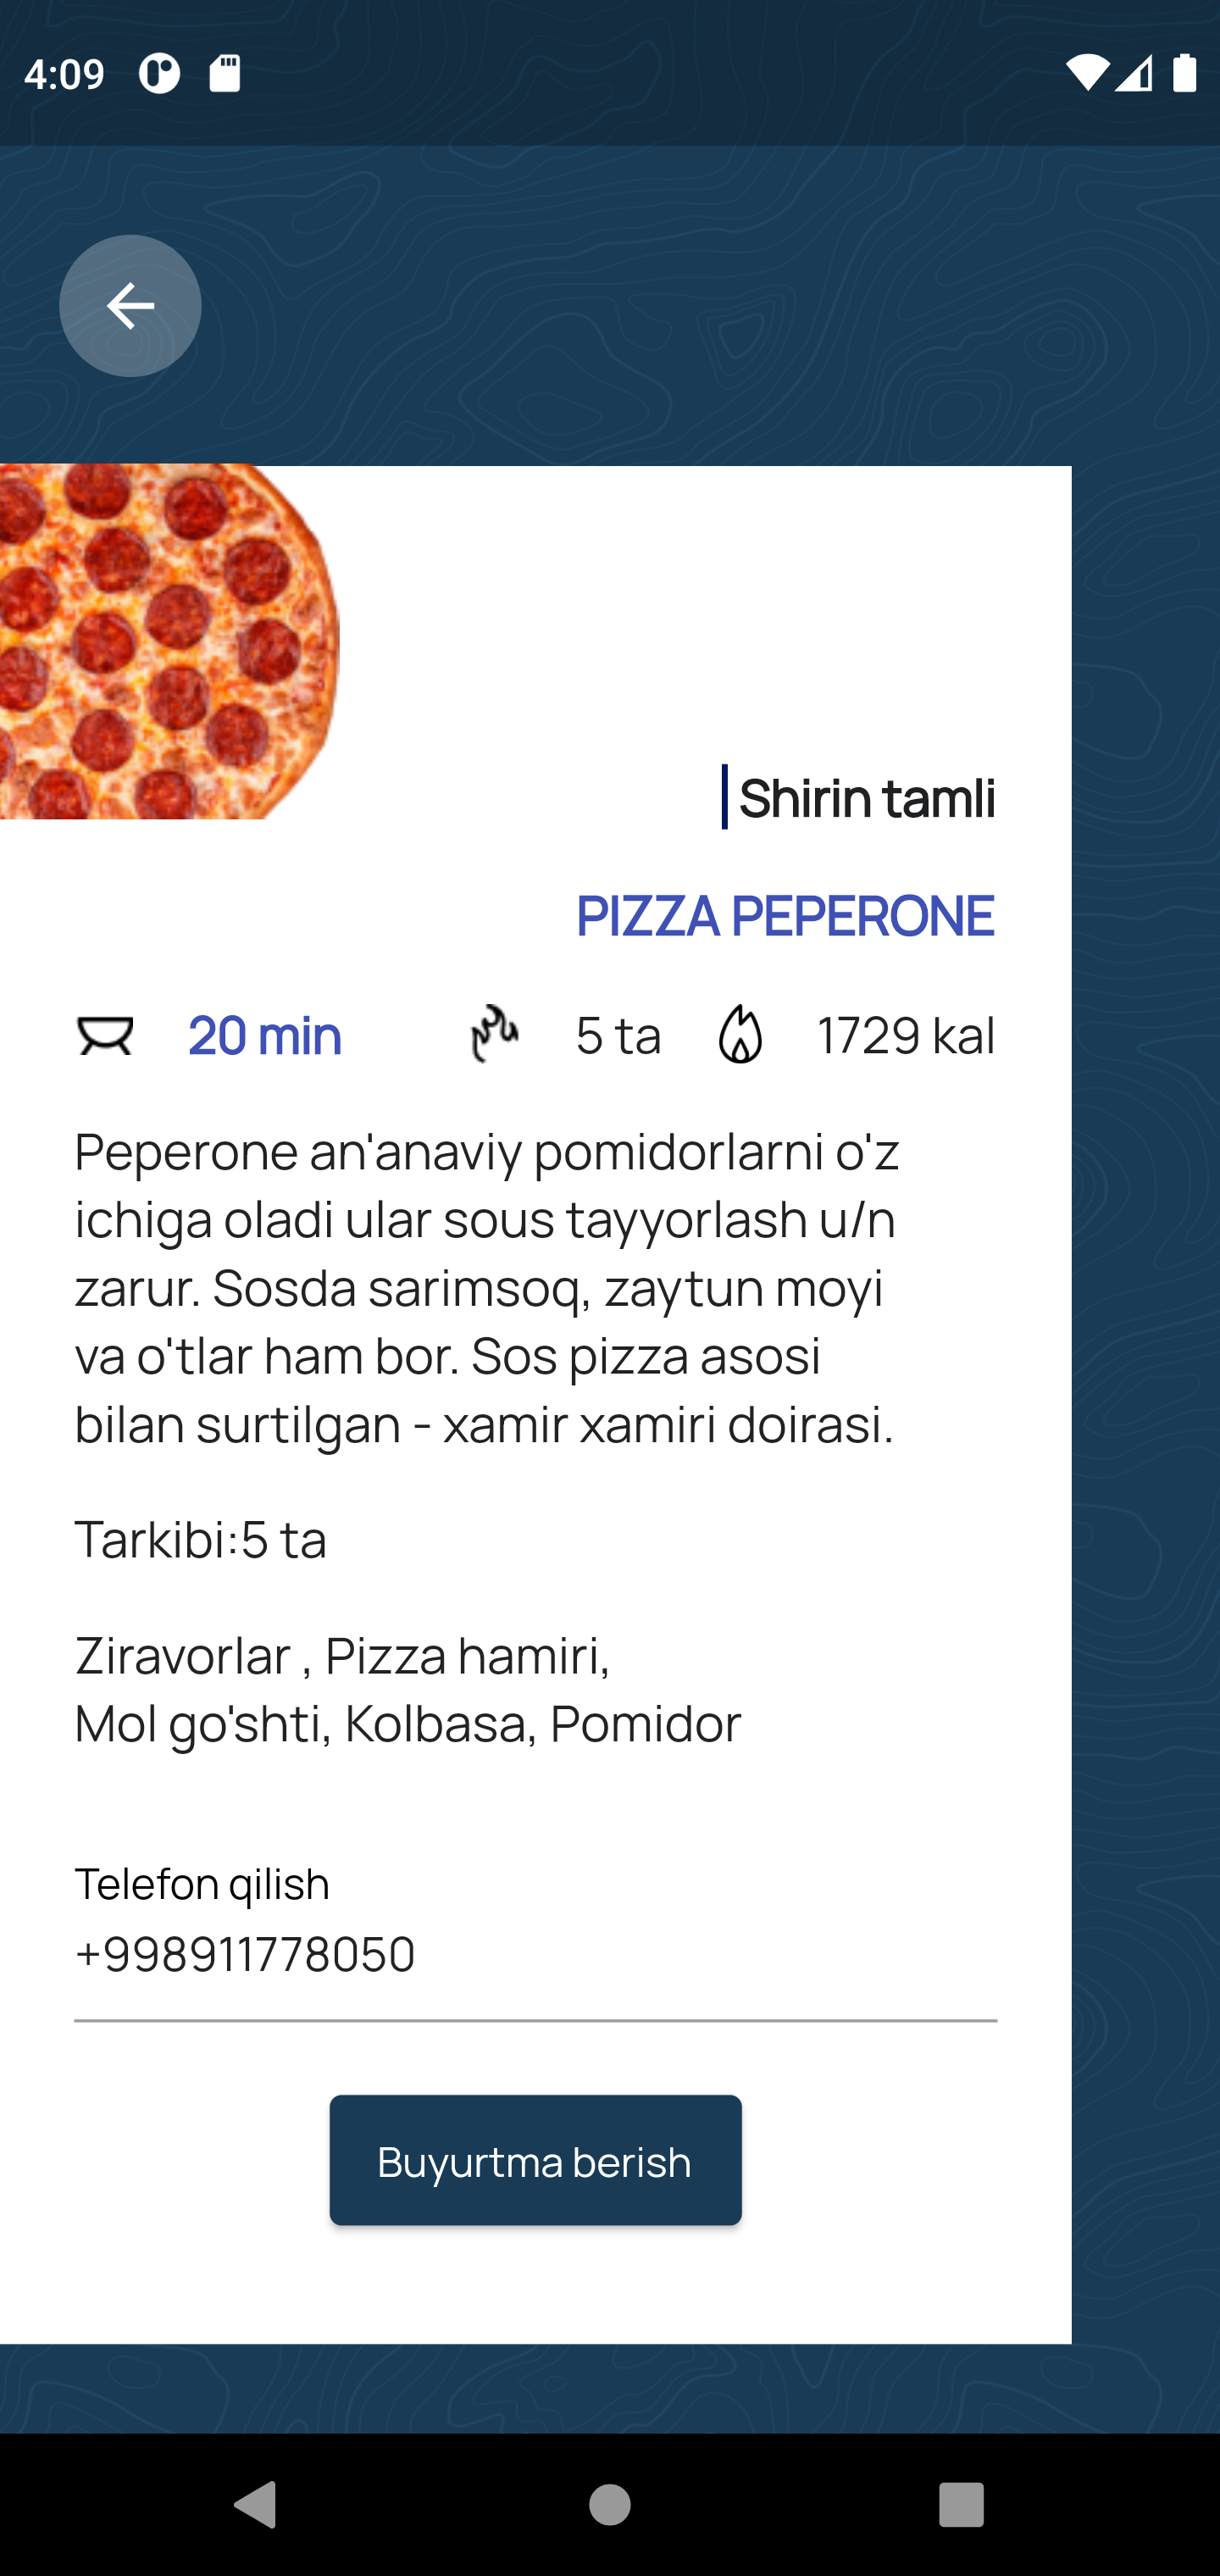 4:09
Shirin tamli
PIZZA PEPERONE
20 min 5 ta 1729 kal
Peperone an'anaviy pomidorlarni o'z
ichiga oladi ular sous tayyorlash u/n
zarur. Sosda sarimsoq, zaytun moyi
va o'tlar ham bor. Sos pizza asosi
bilan surtilgan - xamir xamiri doirasi.
Tarkibi:5 ta
Ziravorlar , Pizza hamiri,
Mol go'shti, Kolbasa, Pomidor
Telefon qilish
+998911778050
Buyurtma berish